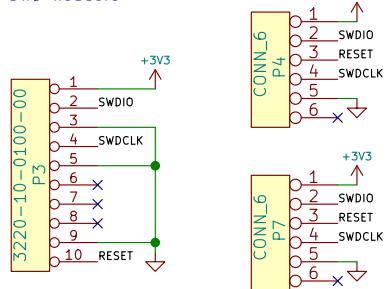 +3V3
1
2 SWDIO
3
4 SWDCLK
5
6
7
8
9
10 RESET
3220-10-0100-00
P3
1
2 SWDIO
3 RESET
4 SWDCLK
5
6
CONN_6
P4
+3V3
1
2 SWDIO
3 RESET
4 SWDCLK
5
6
CONN_6
P7